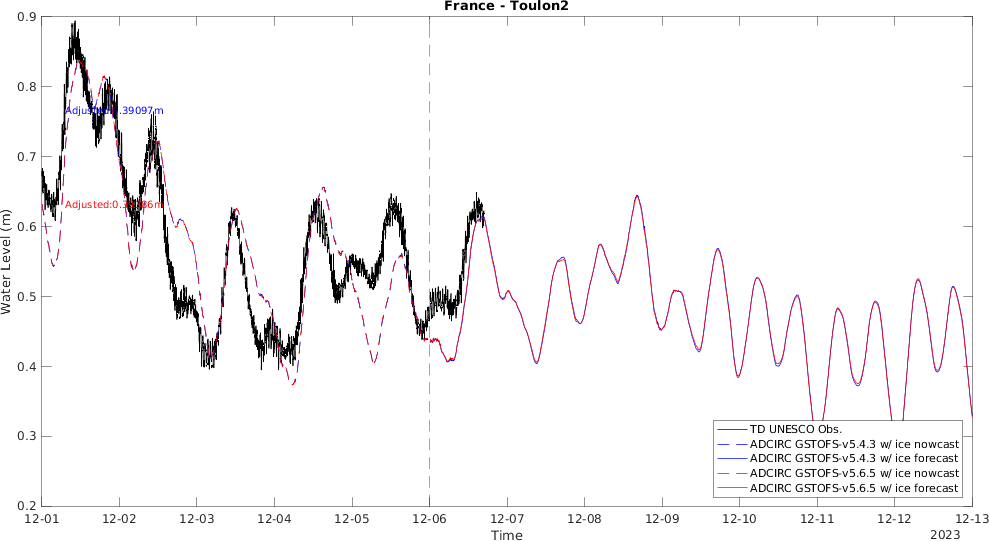 France - Toulon2
Water Level (m)
0.9
0.8
0.7
0.6
0.5
0.4
0.3
0.2
m
TD UNESCO Obs.
ADCIRC GSTOFS-v5.4.3 w/ ice nowcast
ADCIRC GSTOFS-v5.4.3 w/ ice forecast
ADCIRC GSTOFS-v5.6.5 w/ ice nowcast
ADCIRC GSTOFS-v5.6.5 w/ ice forecast
12-01 12-02 12-03 12-04 12-05 12-06 12-07 12-08 12-09 12-10 12-11 12-12 12-13
Time
2023